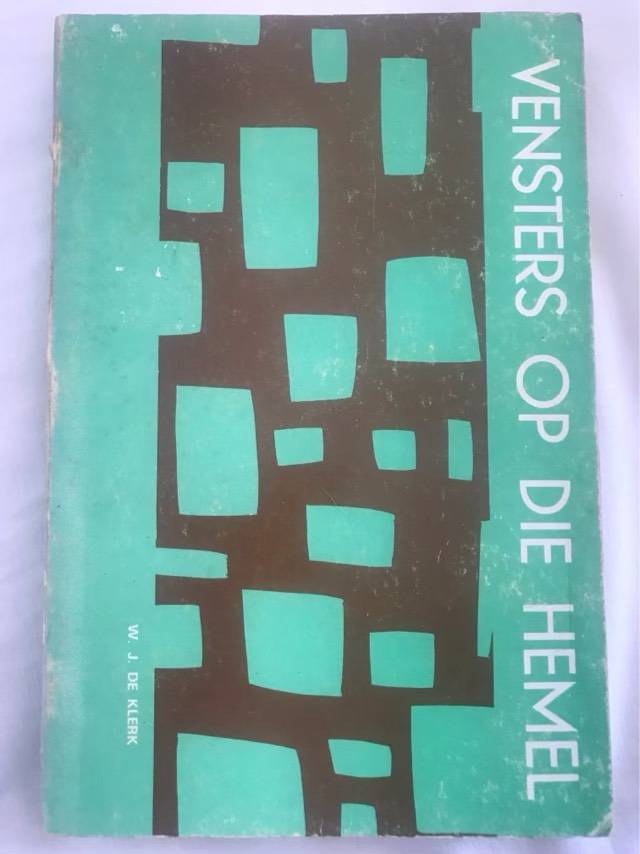 VENSTERS OP DIE HEMEL
W. J. DE KLERK